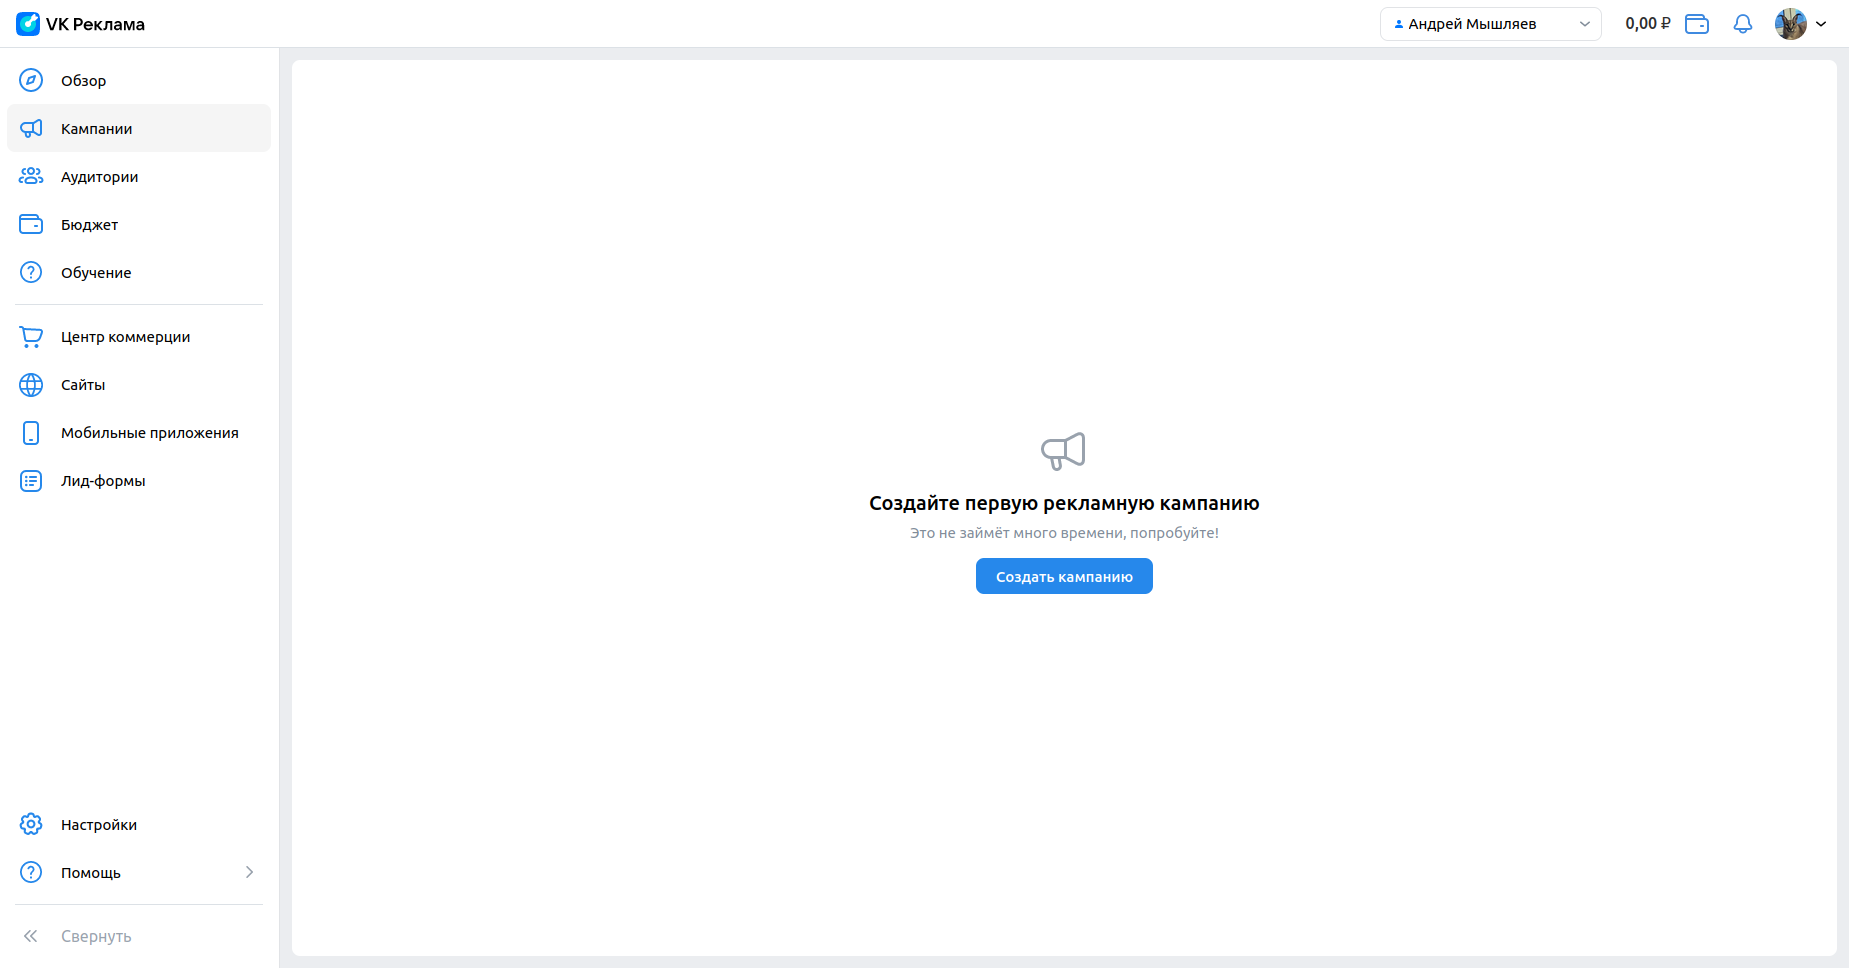 VK Реклама
Андрей Мышляев
0,00 ₽
Обзор
Кампании
Аудитории
Бюджет
Обучение
Центр коммерции
Сайты
Мобильные приложения
Лид-формы
Создайте первую рекламную кампанию
Это не займёт много времени, попробуйте!
Создать кампанию
Настройки
Помощь
Свернуть